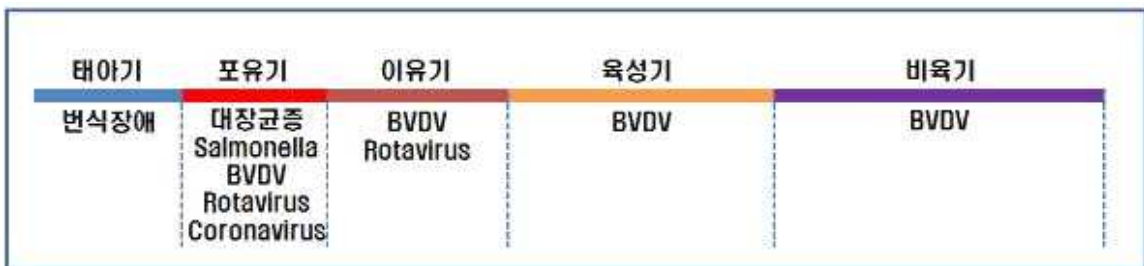 태아기 포유기 이유기 육성기 비육기
번식장애 대장균증 BVDV BVDV BVDV
Salmonella Rotavirus
BVDV
Rotavirus
Coronavirus